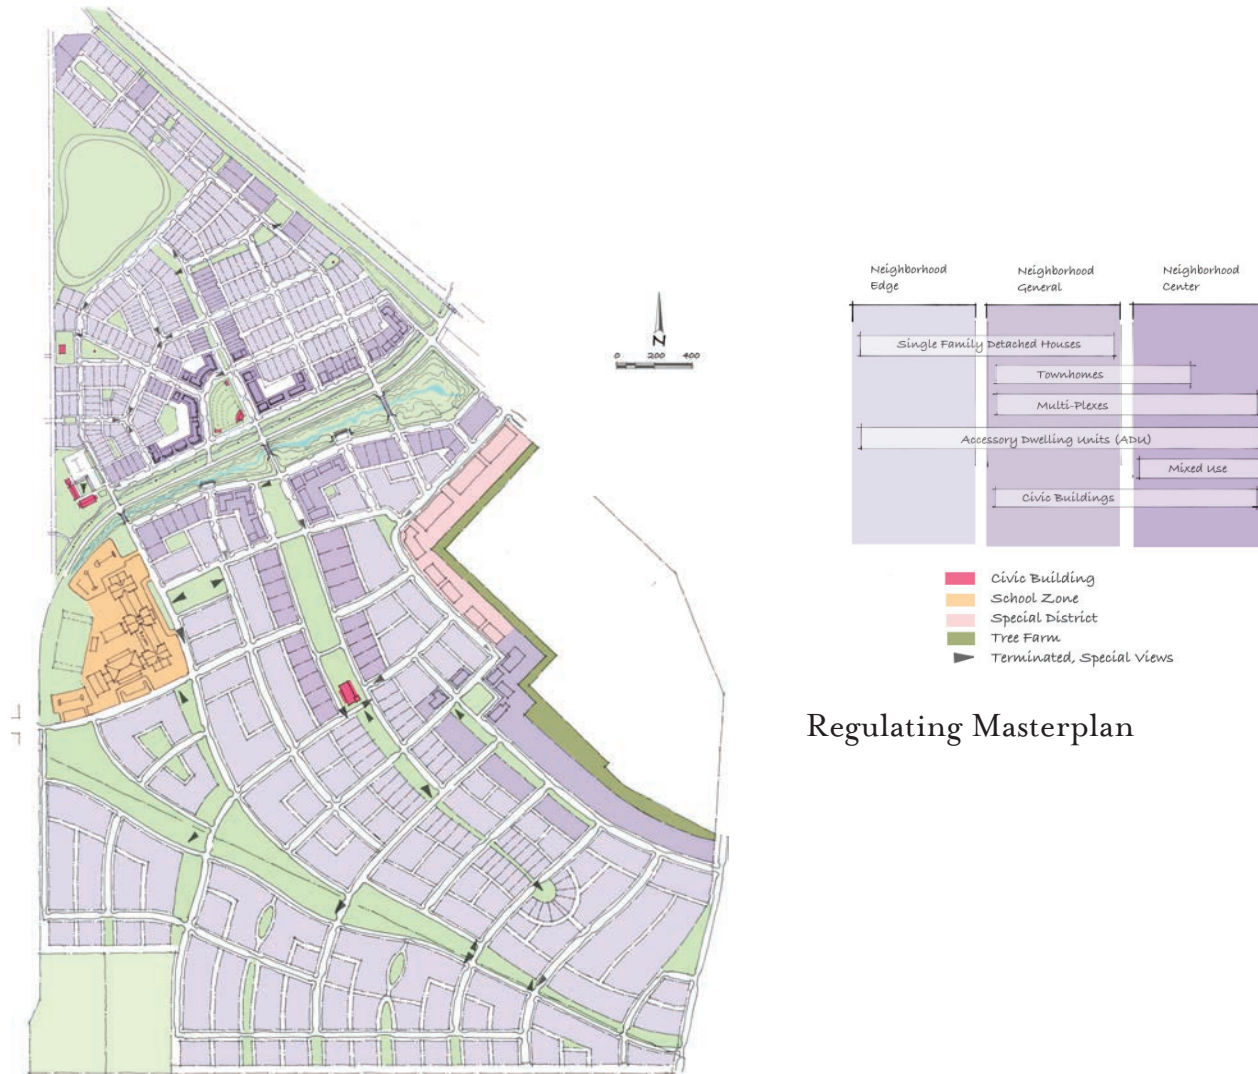 Neighborhood
Edge
Neighborhood
General
Neighborhood
Center
Single Family Detached Houses
Townhomes
Multi-Plexes
Accessory Dwelling Units (ADU)
Mixed Use
Civic Buildings
N
0 200 400
Civic Building
School Zone
Special District
Tree Farm
Terminated, Special Views
Regulating Masterplan